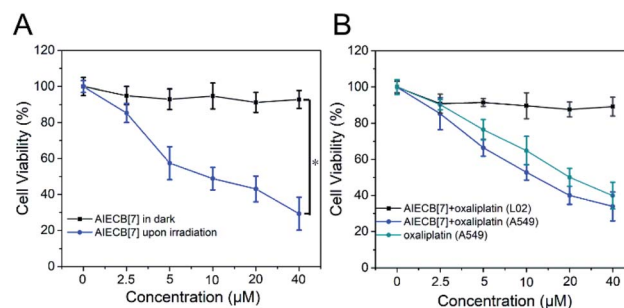 A
Cell Viability (%)
120
100
80
60
40
20
0
AIECB[7] in dark
AIECB[7] upon irradiation
*
0 2.5 5 10 20 40
Concentration (μM)
B
Cell Viability (%)
120
100
80
60
40
20
0
AIECB[7]+oxaliplatin (L02)
AIECB[7]+oxaliplatin (A549)
oxaliplatin (A549)
0 2.5 5 10 20 40
Concentration (μM)